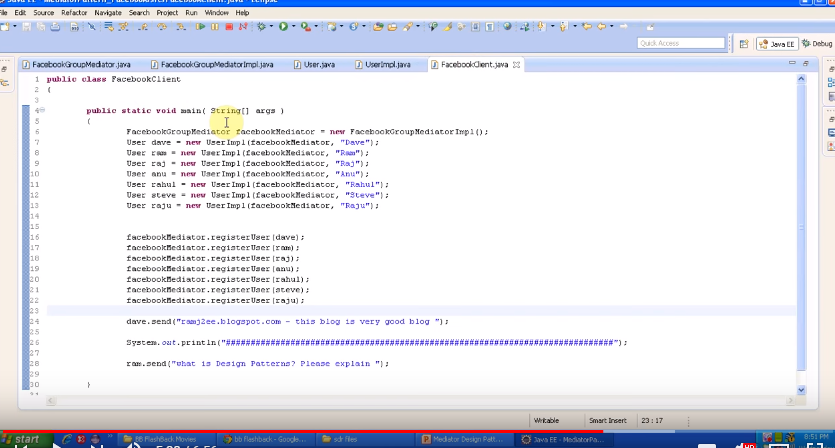 File Edit Source Refactor Navigate Search Project Run Window Help
Quick Access
Java EE
Debug
FacebookGroupMediator.java
FacebookGroupMediatorImpl.java
User.java
UserImpl.java
FacebookClient.java
1 public class FacebookClient
2 {
3
4 public static void main( String[] args )
5 {
6 FacebookGroupMediator facebookMediator = new FacebookGroupMediatorImpl();
7 User dave = new UserImpl(facebookMediator, "Dave");
8 User ram = new UserImpl(facebookMediator, "Ram");
9 User raj = new UserImpl(facebookMediator, "Raj");
10 User anu = new UserImpl(facebookMediator, "Anu");
11 User rahul = new UserImpl(facebookMediator, "Rahul");
12 User steve = new UserImpl(facebookMediator, "Steve");
13 User raju = new UserImpl(facebookMediator, "Raju");
14
15
16 facebookMediator.registerUser(dave);
17 facebookMediator.registerUser(ram);
18 facebookMediator.registerUser(raj);
19 facebookMediator.registerUser(anu);
20 facebookMediator.registerUser(rahul);
21 facebookMediator.registerUser(steve);
22 facebookMediator.registerUser(raju);
23
24 dave.send("ramj2ee.blogspot.com - this blog is very good blog ");
25
26 System.out.println("###############################################################################");
27
28 ram.send("what is Design Patterns? Please explain ");
29
30 }
Writable Smart Insert 23 : 17
start
BB FlashBack Movies
bb flashback - Google...
sdr files
Mediator Design Patt...
Java EE - MediatorPa...
8:51 PM
HD